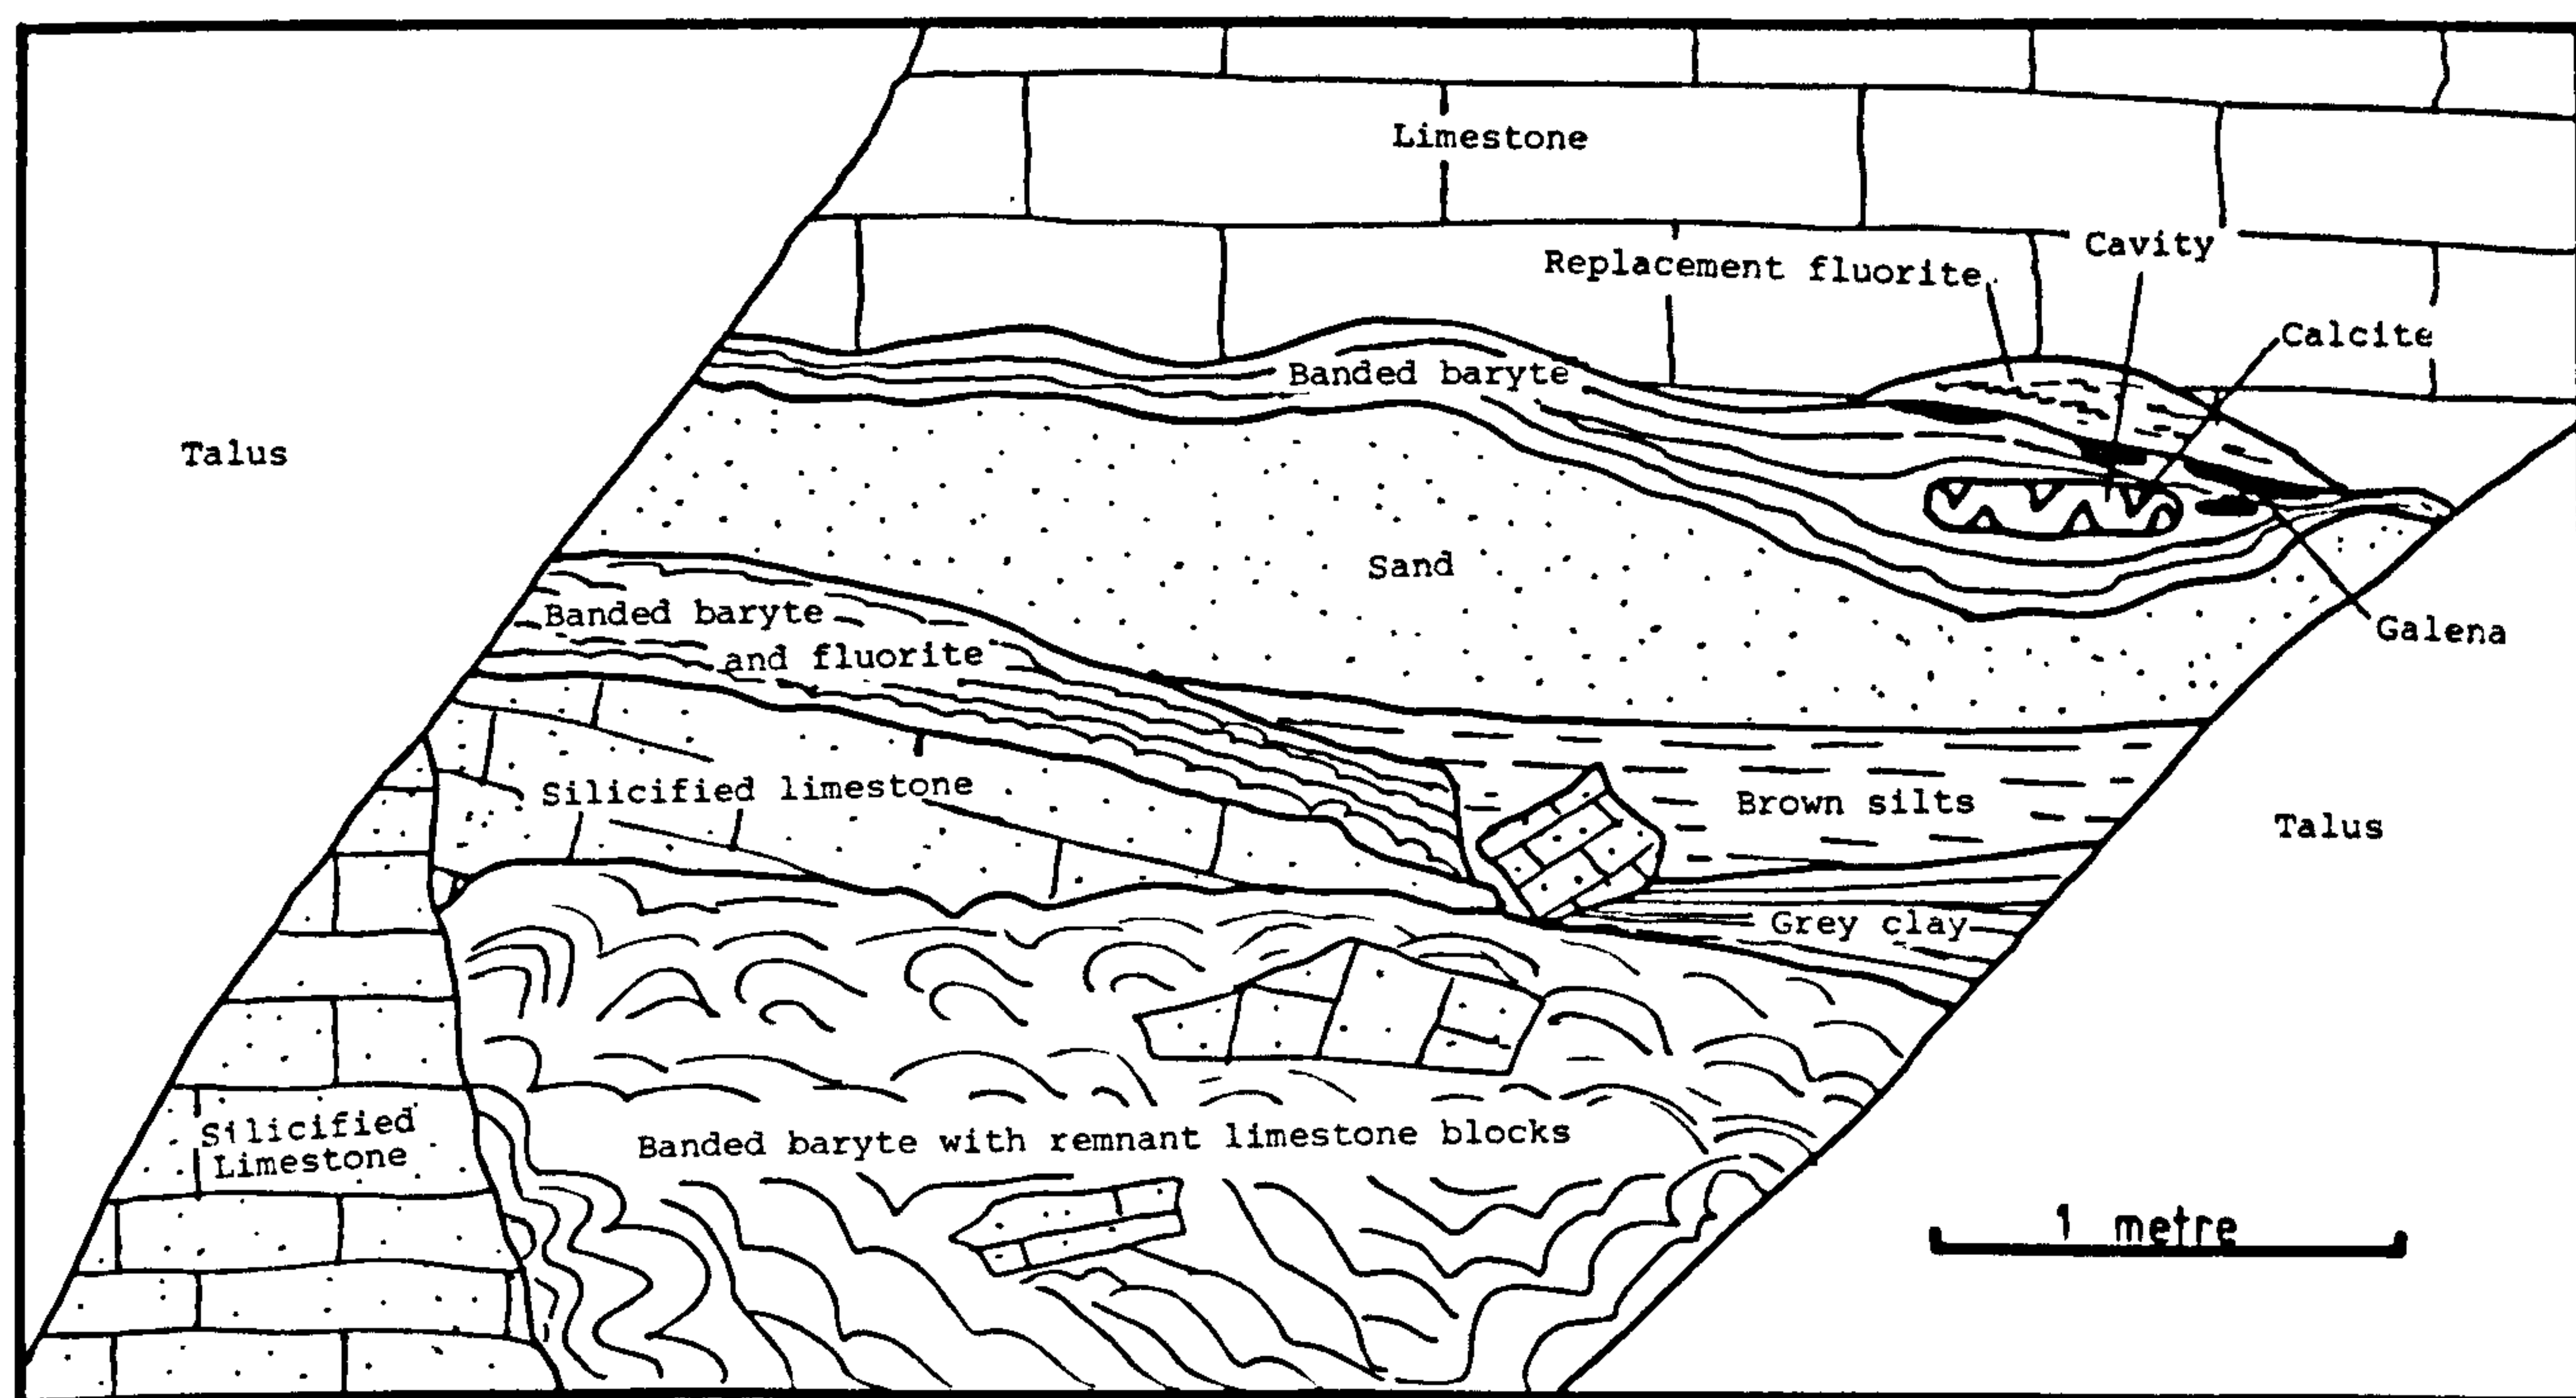 Limestone
Cavity
Replacement fluorite
Calcite
Banded baryte
Talus
Sand
Banded baryte
and fluorite
Galena
Silicified limestone
Brown silts
Talus
Grey clay
Silicified
Limestone
Banded baryte with remnant limestone blocks
1 metre